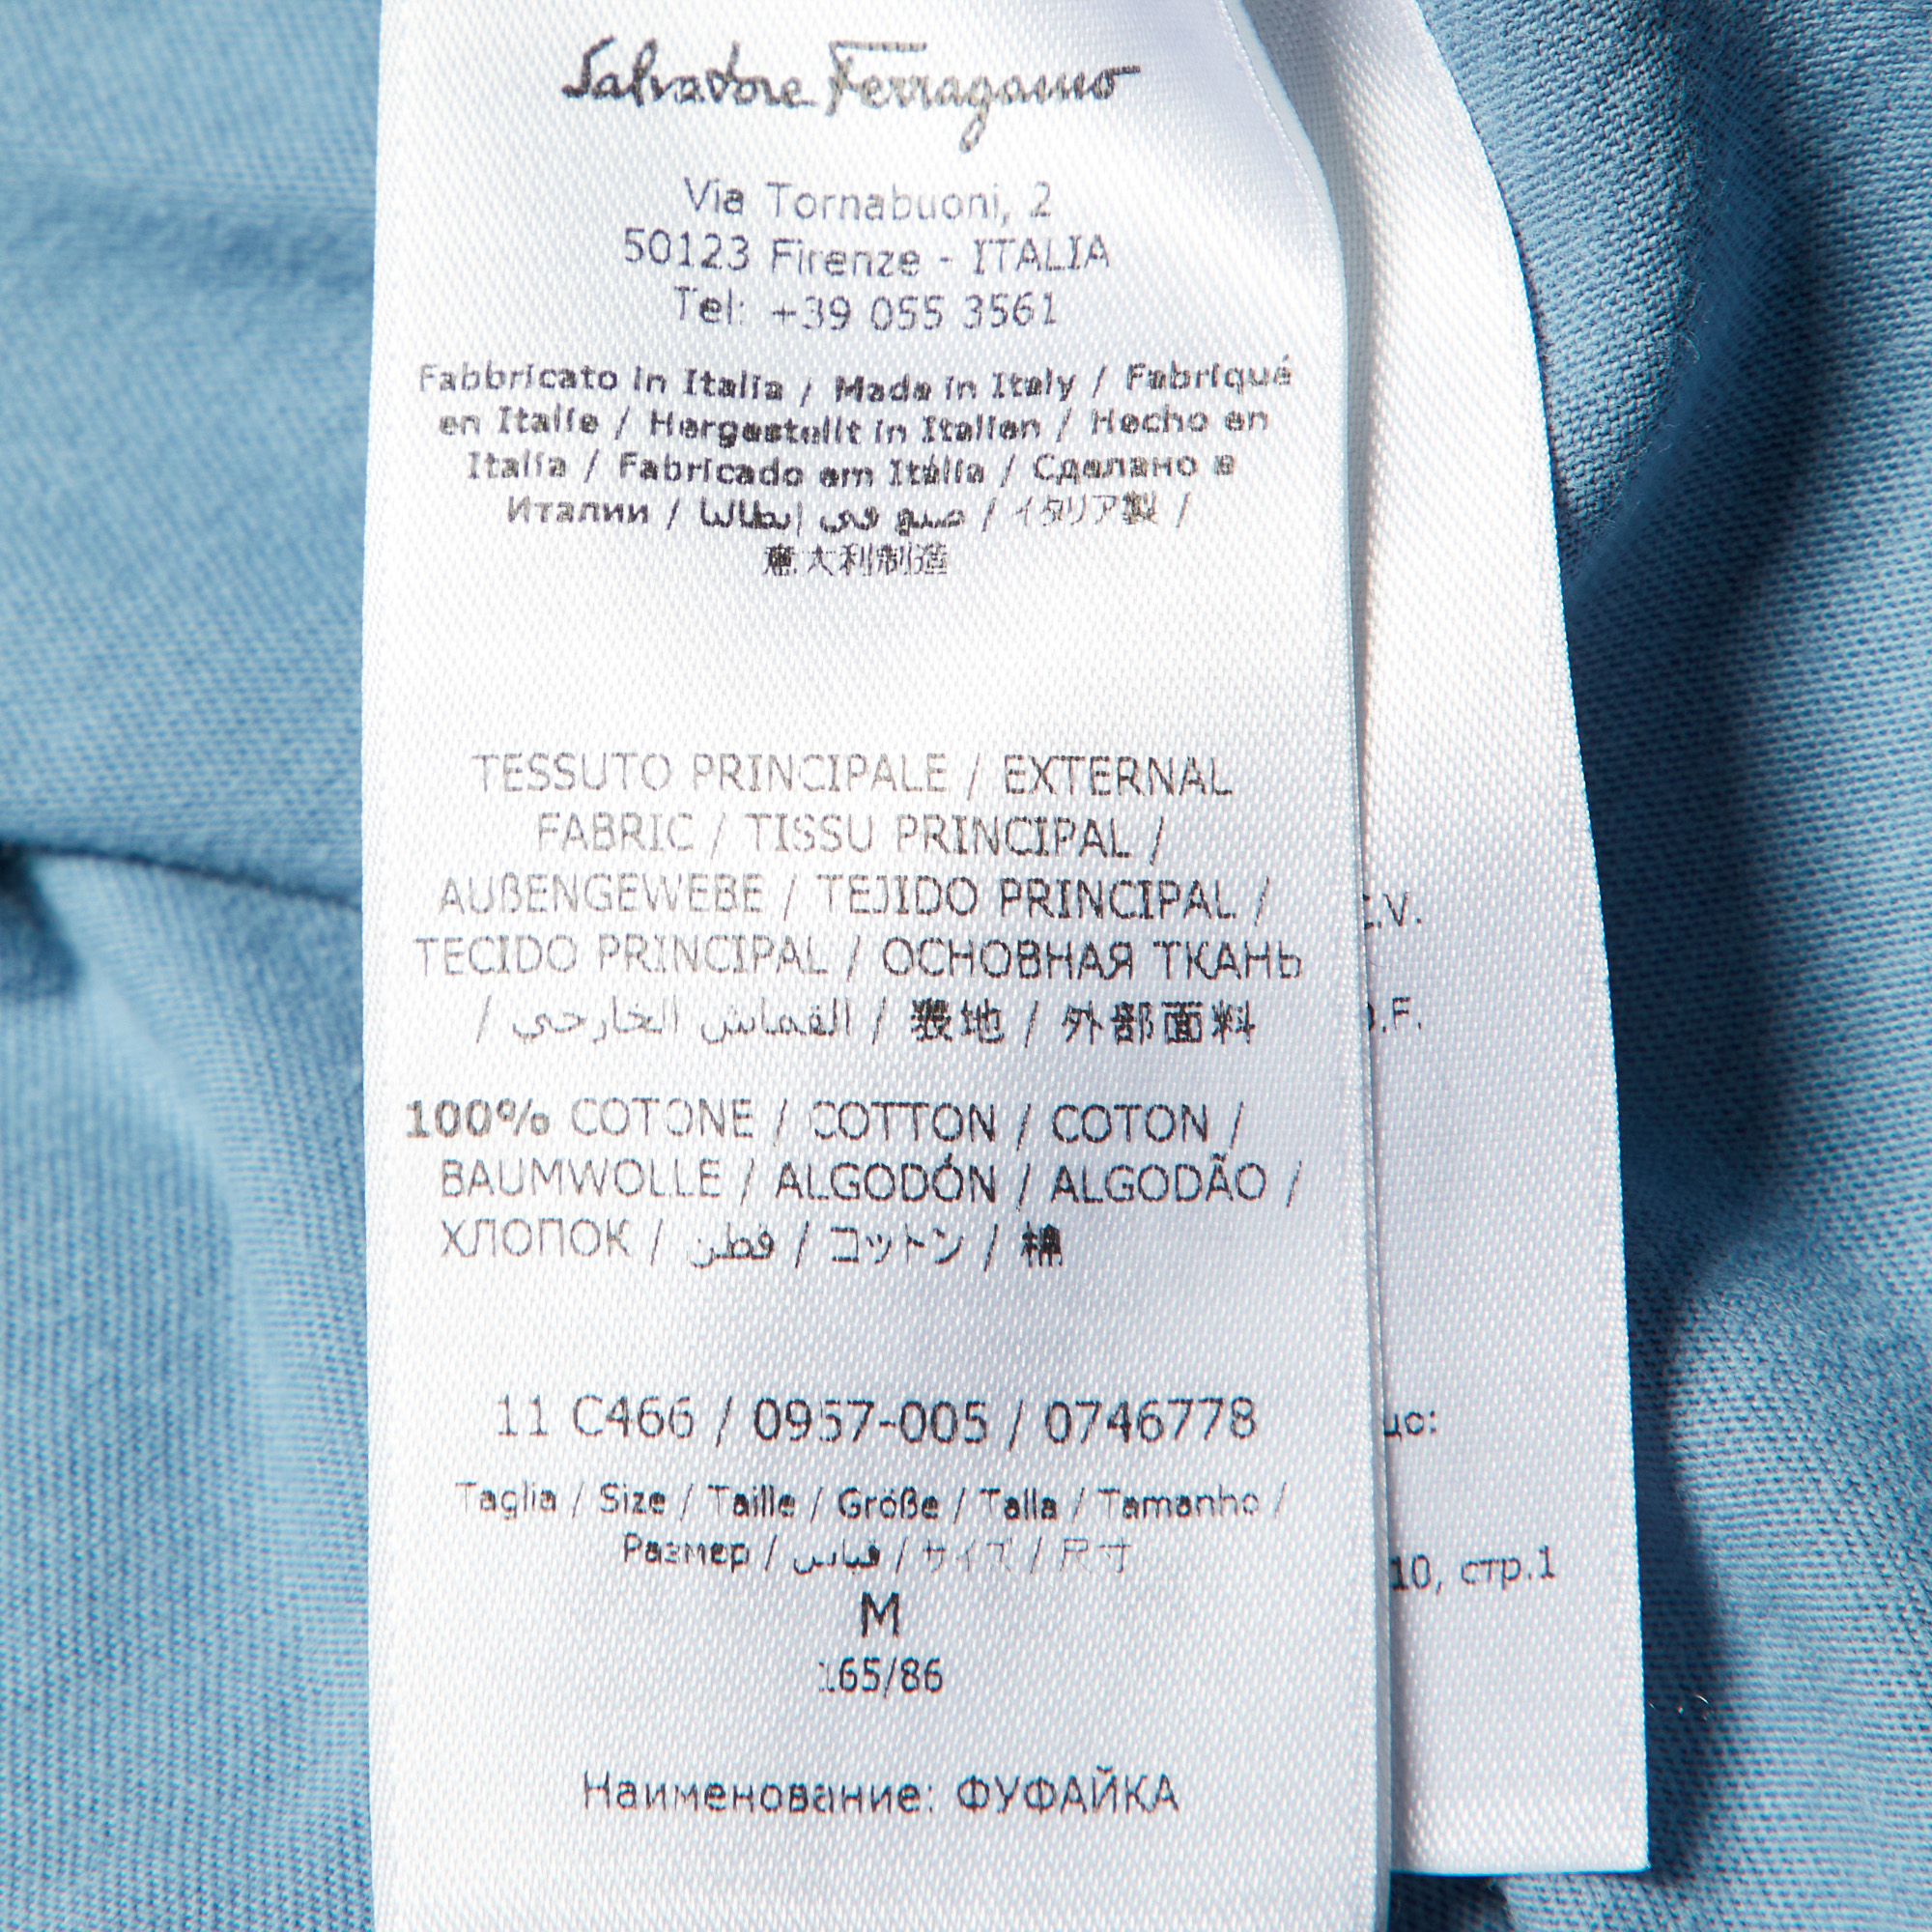 Salvatore Ferragamo
Via Tornabuoni, 2
50123 Firenze - ITALIA
Tel: +39 055 3561
Fabbricato in Italia / Made in Italy / Fabriqué
en Italie / Hergestellt in Italien / Hecho en
Italia / Fabricado em Itália / Сделано в
Италии / صنع في إيطاليا / イタリア製 /
意大利制造
TESSUTO PRINCIPALE / EXTERNAL
FABRIC / TISSU PRINCIPAL /
AUßENGEWEBE / TEJIDO PRINCIPAL /
TECIDO PRINCIPAL / ОСНОВНАЯ ТКАНЬ
/ القماش الخارجي / 表地 / 外部面料
100% COTONE / COTTON / COTON /
BAUMWOLLE / ALGODÓN / ALGODÃO /
ХЛОПОК / قطن / コットン / 棉
11 C466 / 0957-005 / 0746778
Taglia / Size / Taille / Größe / Talla / Tamanho /
Размер / قياس / サイズ / 尺寸
M
165/86
Наименование: ФУФАЙКА
.V.
.F.
цо:
10, стр.1